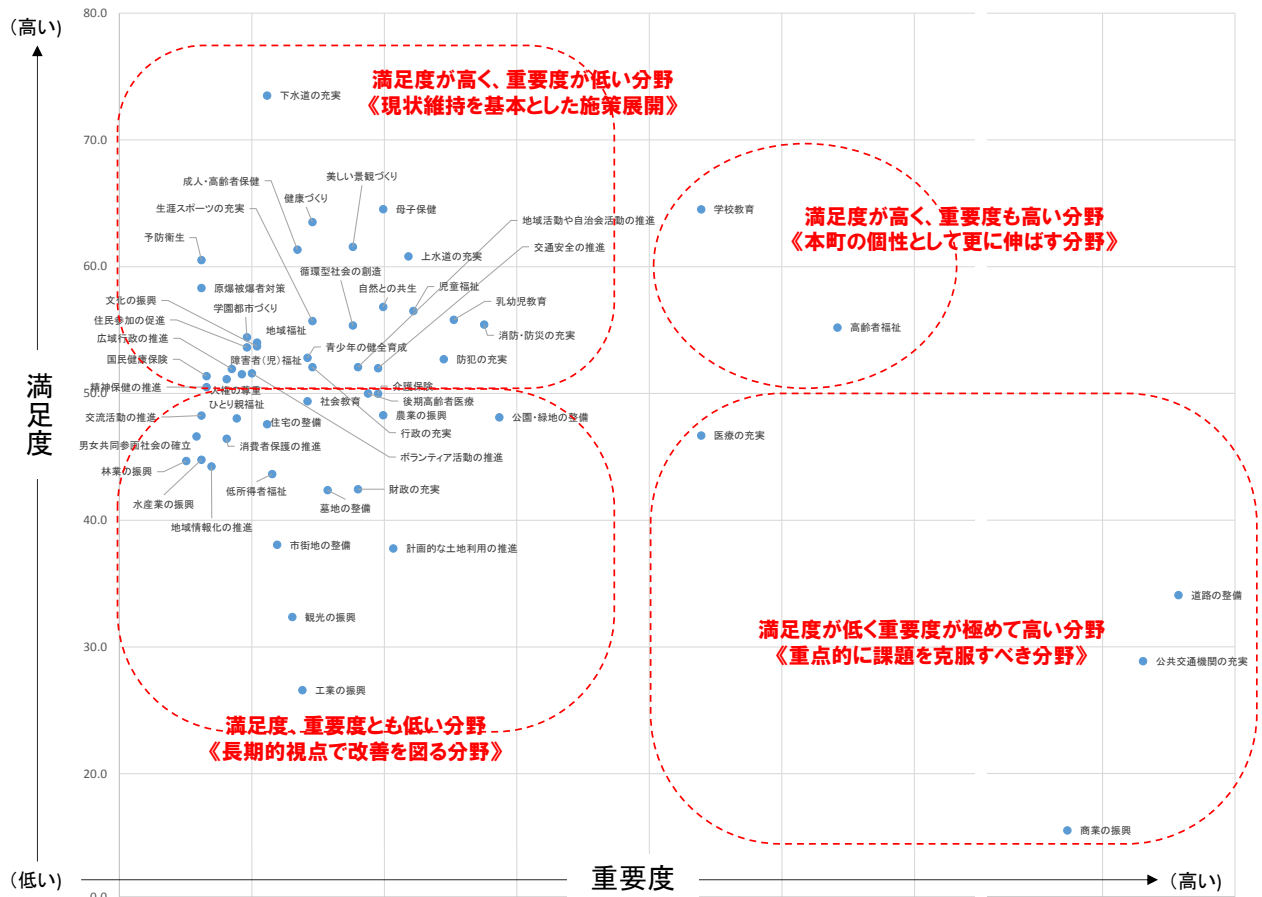 80.0
（高い）
満足度が高く、重要度が低い分野
《現状維持を基本とした施策展開》
下水道の充実
70.0
美しい景観づくり
成人・高齢者保健
健康づくり
母子保健
学校教育
生涯スポーツの充実
地域活動や自治会活動の推進
満足度が高く、重要度も高い分野
《本町の個性として更に伸ばす分野》
予防衛生
交通安全の推進
上水道の充実
60.0
循環型社会の創造
原爆被爆者対策
自然との共生
児童福祉
文化の振興
学園都市づくり
乳幼児教育
住民参加の促進
地域福祉
高齢者福祉
広域行政の推進
消防・防災の充実
青少年の健全育成
国民健康保険
障害者（児）福祉
防犯の充実
精神保健の推進
人権の尊重
介護保険
50.0
ひとり親福祉
社会教育
後期高齢者医療
交流活動の推進
農業の振興
公園・緑地の整備
住宅の整備
行政の充実
医療の充実
男女共同参画社会の確立
消費者保護の推進
ボランティア活動の推進
林業の振興
低所得者福祉
財政の充実
水産業の振興
墓地の整備
地域情報化の推進
40.0
市街地の整備
計画的な土地利用の推進
道路の整備
観光の振興
満足度が低く重要度が極めて高い分野
《重点的に課題を克服すべき分野》
公共交通機関の充実
30.0
工業の振興
満足度、重要度とも低い分野
《長期的視点で改善を図る分野》
20.0
商業の振興
満足度
（低い）
重要度
（高い）
0.0